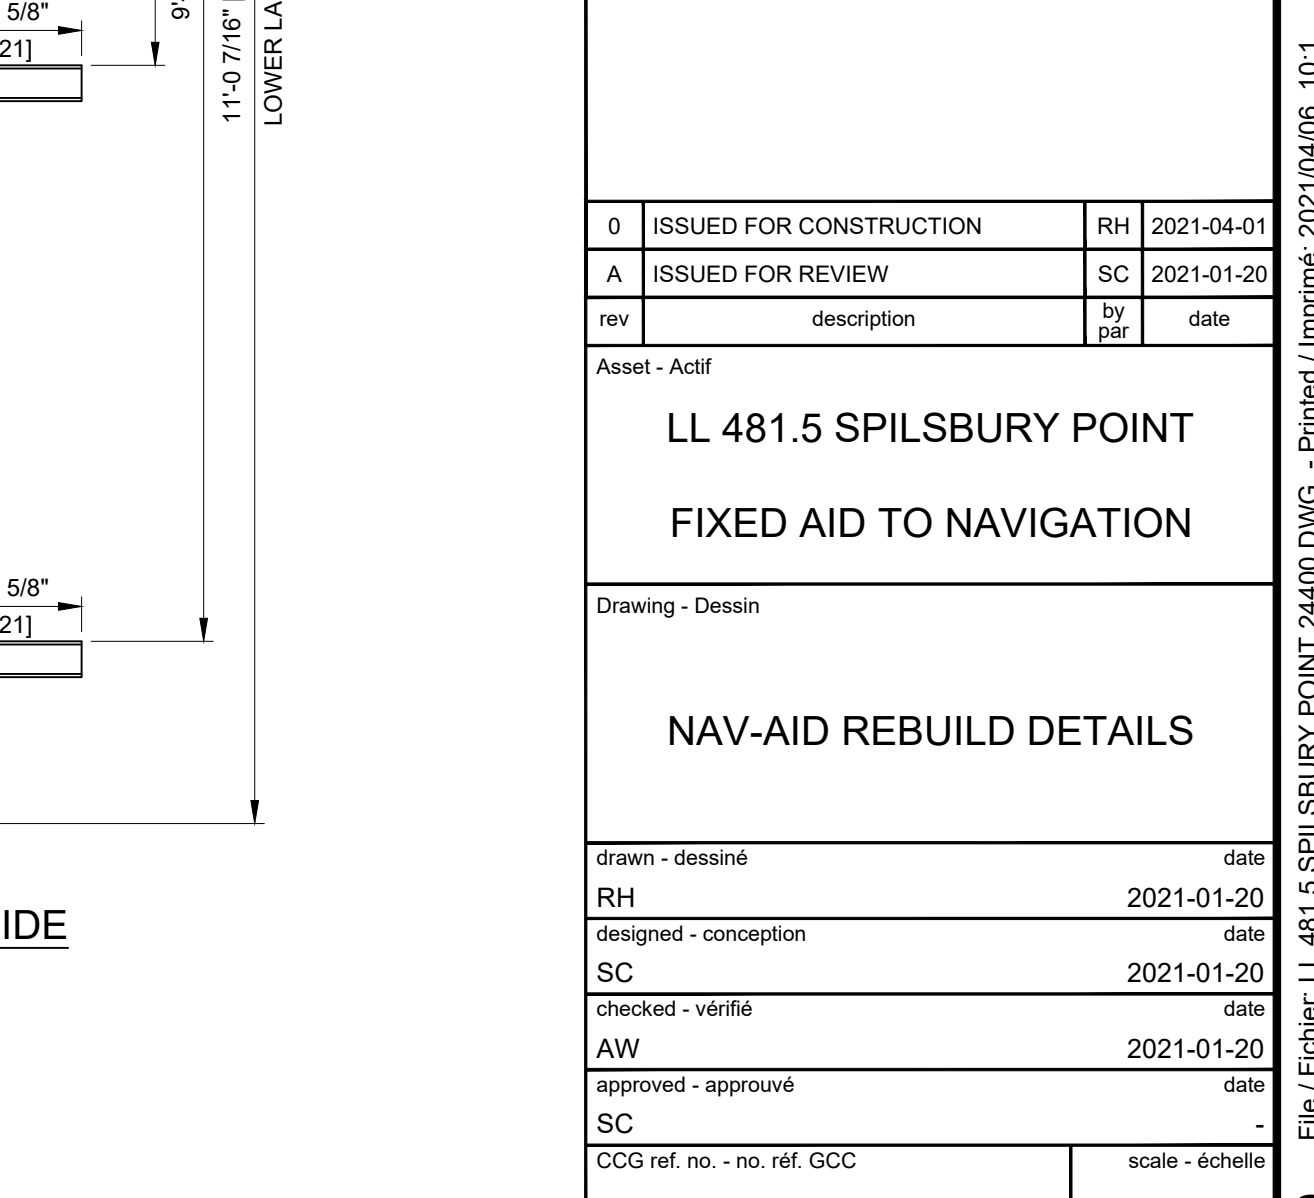 5/8"
21]
11'-0 7/16"
5/8"
21]
IDE
0 ISSUED FOR CONSTRUCTION RH 2021-04-01
A ISSUED FOR REVIEW SC 2021-01-20
rev description by par date
Asset - Actif
LL 481.5 SPILSBURY POINT
FIXED AID TO NAVIGATION
Drawing - Dessin
NAV-AID REBUILD DETAILS
drawn - dessiné date
RH 2021-01-20
designed - conception date
SC 2021-01-20
checked - vérifié date
AW 2021-01-20
approved - approuvé date
SC -
CCG ref. no. - no. réf. GCC scale - échelle
LOWER LA
9'
File / Fichier: LL 481.5 SPILSBURY POINT 24400.DWG - Printed / Imprimé: 2021/04/06 10:1